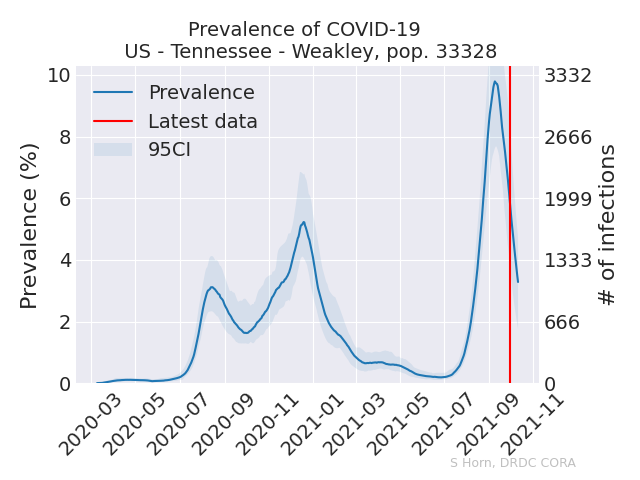 Prevalence of COVID-19
US - Tennessee - Weakley, pop. 33328
Prevalence (%)
10
8
6
4
2
0
Prevalence
Latest data
95CI
3332
2666
1999
1333
666
0
# of infections
2020-03
2020-05
2020-07
2020-09
2020-11
2021-01
2021-03
2021-05
2021-07
2021-09
2021-11
S Horn, DRDC CORA